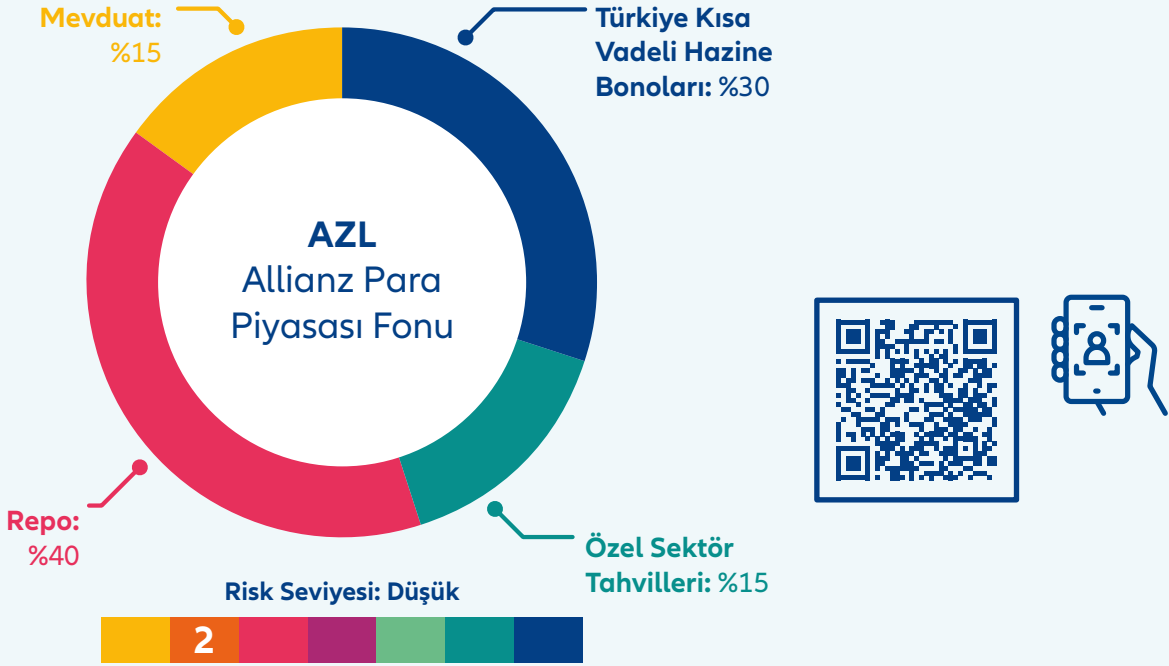 Mevduat:
%15
Türkiye Kısa
Vadeli Hazine
Bonoları: %30
AZL
Allianz Para
Piyasası Fonu
Repo:
%40
Özel Sektör
Tahvilleri: %15
Risk Seviyesi: Düşük
2